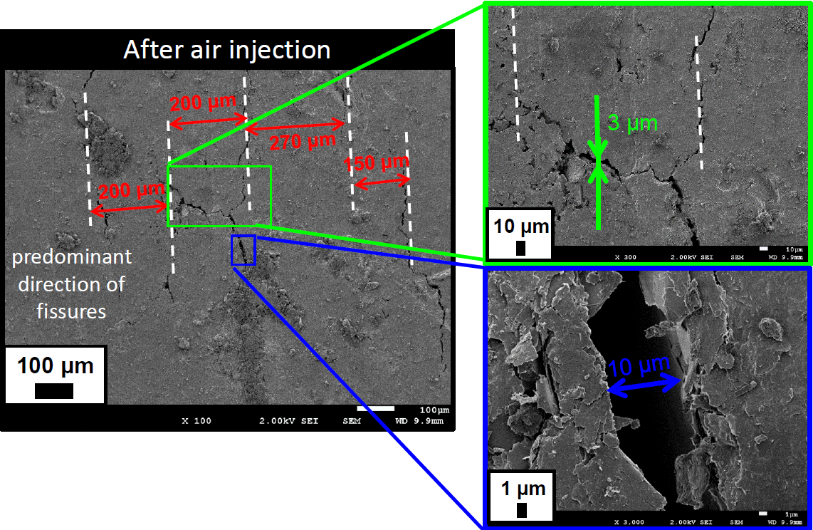 After air injection
200 µm
270 µm
150 µm
200 µm
predominant
direction of
fissures
100 µm
100µm
X 100 2.00kV SEI SEM WD 9.9mm
3 µm
10 µm
10µm
X 300 2.00kV SEI SEM WD 9.9mm
10 µm
1 µm
1µm
X 3,000 2.00kV SEI SEM WD 9.9mm